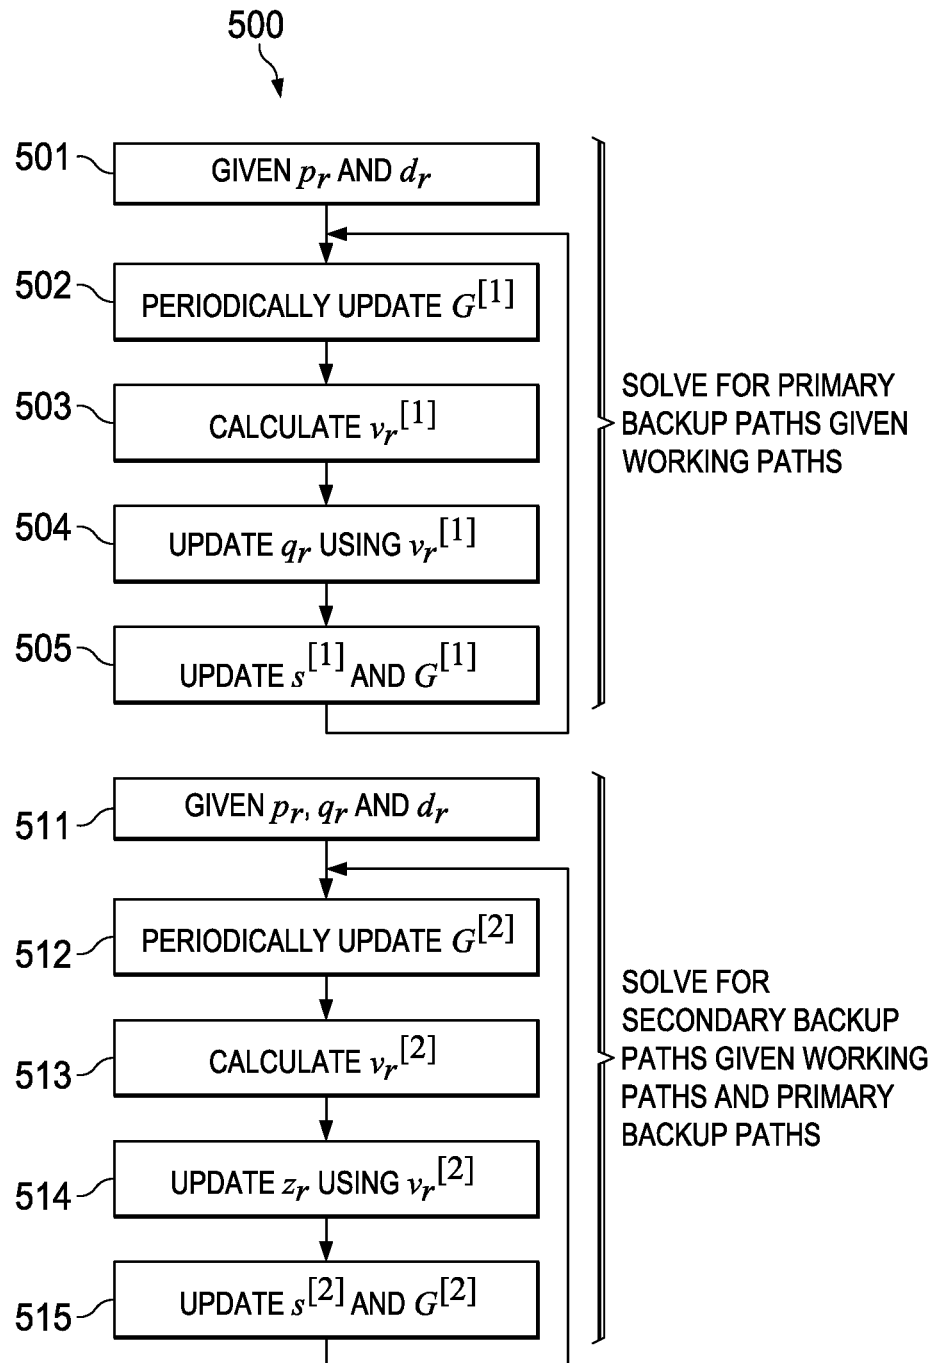 500
501
GIVEN p_r AND d_r
502
PERIODICALLY UPDATE G^[1]
503
CALCULATE v_r^[1]
504
UPDATE q_r USING v_r^[1]
505
UPDATE s^[1] AND G^[1]
SOLVE FOR PRIMARY
BACKUP PATHS GIVEN
WORKING PATHS
511
GIVEN p_r, q_r AND d_r
512
PERIODICALLY UPDATE G^[2]
513
CALCULATE v_r^[2]
514
UPDATE z_r USING v_r^[2]
515
UPDATE s^[2] AND G^[2]
SOLVE FOR
SECONDARY BACKUP
PATHS GIVEN WORKING
PATHS AND PRIMARY
BACKUP PATHS